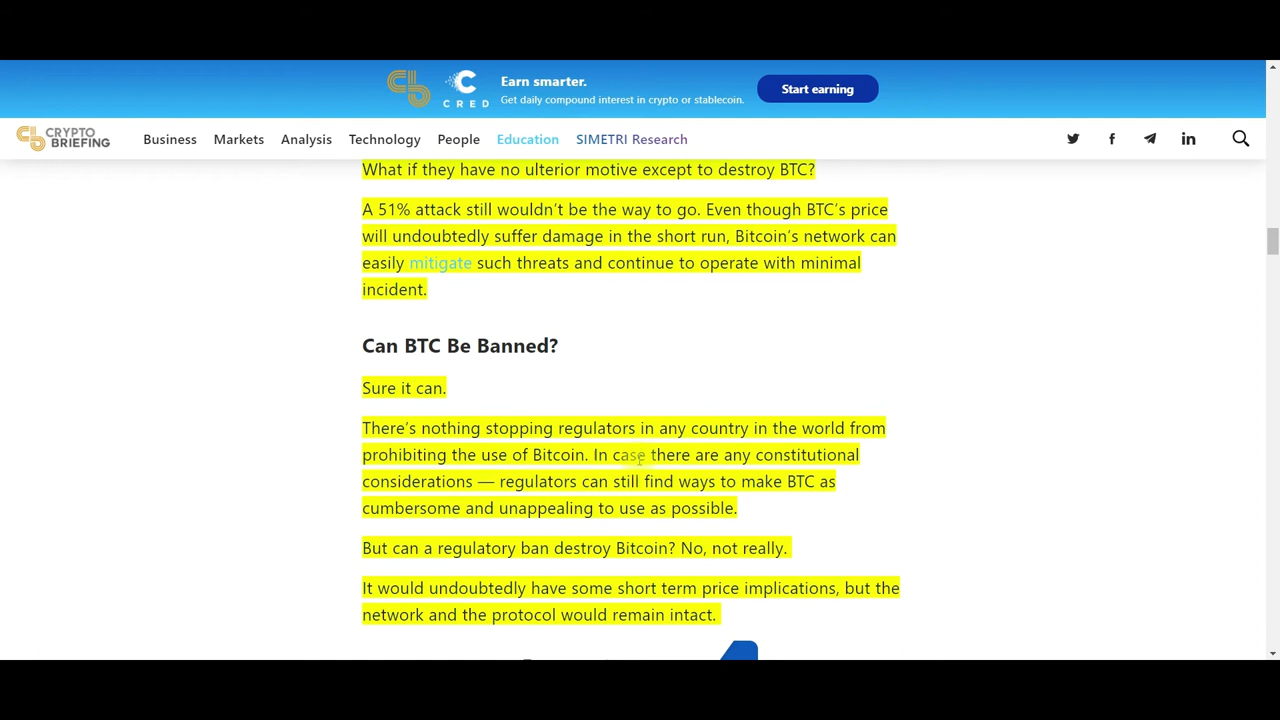 Earn smarter.
CRED
Get daily compound interest in crypto or stablecoin.
Start earning
CRYPTO
BRIEFING
Business Markets Analysis Technology People Education SIMETRI Research
What if they have no ulterior motive except to destroy BTC?
A 51% attack still wouldn't be the way to go. Even though BTC's price
will undoubtedly suffer damage in the short run, Bitcoin's network can
easily mitigate such threats and continue to operate with minimal
incident.
Can BTC Be Banned?
Sure it can.
There's nothing stopping regulators in any country in the world from
prohibiting the use of Bitcoin. In case there are any constitutional
considerations — regulators can still find ways to make BTC as
cumbersome and unappealing to use as possible.
But can a regulatory ban destroy Bitcoin? No, not really.
It would undoubtedly have some short term price implications, but the
network and the protocol would remain intact.